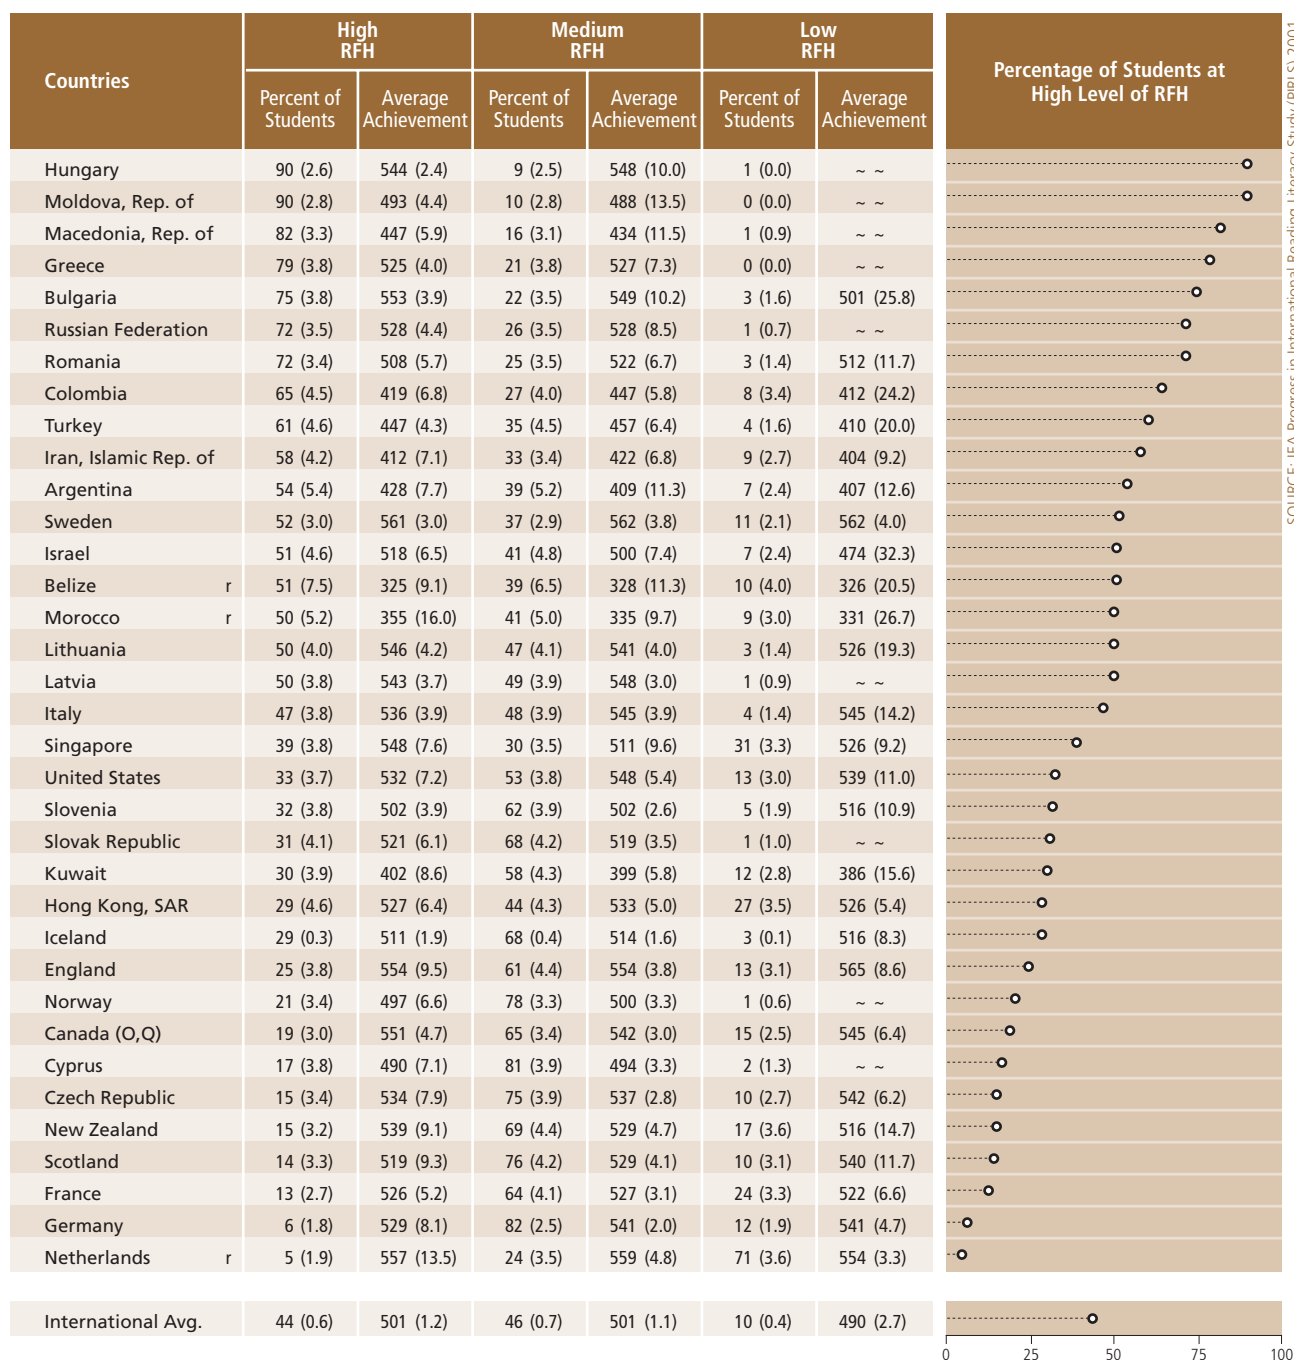 High RFH Medium RFH Low RFH
Countries
Percent of Students Average Achievement Percent of Students Average Achievement Percent of Students Average Achievement
Percentage of Students at
High Level of RFH
Hungary 90 (2.6) 544 (2.4) 9 (2.5) 548 (10.0) 1 (0.0) ~ ~
Moldova, Rep. of 90 (2.8) 493 (4.4) 10 (2.8) 488 (13.5) 0 (0.0) ~ ~
Macedonia, Rep. of 82 (3.3) 447 (5.9) 16 (3.1) 434 (11.5) 1 (0.9) ~ ~
Greece 79 (3.8) 525 (4.0) 21 (3.8) 527 (7.3) 0 (0.0) ~ ~
Bulgaria 75 (3.8) 553 (3.9) 22 (3.5) 549 (10.2) 3 (1.6) 501 (25.8)
Russian Federation 72 (3.5) 528 (4.4) 26 (3.5) 528 (8.5) 1 (0.7) ~ ~
Romania 72 (3.4) 508 (5.7) 25 (3.5) 522 (6.7) 3 (1.4) 512 (11.7)
Colombia 65 (4.5) 419 (6.8) 27 (4.0) 447 (5.8) 8 (3.4) 412 (24.2)
Turkey 61 (4.6) 447 (4.3) 35 (4.5) 457 (6.4) 4 (1.6) 410 (20.0)
Iran, Islamic Rep. of 58 (4.2) 412 (7.1) 33 (3.4) 422 (6.8) 9 (2.7) 404 (9.2)
Argentina 54 (5.4) 428 (7.7) 39 (5.2) 409 (11.3) 7 (2.4) 407 (12.6)
Sweden 52 (3.0) 561 (3.0) 37 (2.9) 562 (3.8) 11 (2.1) 562 (4.0)
Israel 51 (4.6) 518 (6.5) 41 (4.8) 500 (7.4) 7 (2.4) 474 (32.3)
Belize r 51 (7.5) 325 (9.1) 39 (6.5) 328 (11.3) 10 (4.0) 326 (20.5)
Morocco r 50 (5.2) 355 (16.0) 41 (5.0) 335 (9.7) 9 (3.0) 331 (26.7)
Lithuania 50 (4.0) 546 (4.2) 47 (4.1) 541 (4.0) 3 (1.4) 526 (19.3)
Latvia 50 (3.8) 543 (3.7) 49 (3.9) 548 (3.0) 1 (0.9) ~ ~
Italy 47 (3.8) 536 (3.9) 48 (3.9) 545 (3.9) 4 (1.4) 545 (14.2)
Singapore 39 (3.8) 548 (7.6) 30 (3.5) 511 (9.6) 31 (3.3) 526 (9.2)
United States 33 (3.7) 532 (7.2) 53 (3.8) 548 (5.4) 13 (3.0) 539 (11.0)
Slovenia 32 (3.8) 502 (3.9) 62 (3.9) 502 (2.6) 5 (1.9) 516 (10.9)
Slovak Republic 31 (4.1) 521 (6.1) 68 (4.2) 519 (3.5) 1 (1.0) ~ ~
Kuwait 30 (3.9) 402 (8.6) 58 (4.3) 399 (5.8) 12 (2.8) 386 (15.6)
Hong Kong, SAR 29 (4.6) 527 (6.4) 44 (4.3) 533 (5.0) 27 (3.5) 526 (5.4)
Iceland 29 (0.3) 511 (1.9) 68 (0.4) 514 (1.6) 3 (0.1) 516 (8.3)
England 25 (3.8) 554 (9.5) 61 (4.4) 554 (3.8) 13 (3.1) 565 (8.6)
Norway 21 (3.4) 497 (6.6) 78 (3.3) 500 (3.3) 1 (0.6) ~ ~
Canada (O,Q) 19 (3.0) 551 (4.7) 65 (3.4) 542 (3.0) 15 (2.5) 545 (6.4)
Cyprus 17 (3.8) 490 (7.1) 81 (3.9) 494 (3.3) 2 (1.3) ~ ~
Czech Republic 15 (3.4) 534 (7.9) 75 (3.9) 537 (2.8) 10 (2.7) 542 (6.2)
New Zealand 15 (3.2) 539 (9.1) 69 (4.4) 529 (4.7) 17 (3.6) 516 (14.7)
Scotland 14 (3.3) 519 (9.3) 76 (4.2) 529 (4.1) 10 (3.1) 540 (11.7)
France 13 (2.7) 526 (5.2) 64 (4.1) 527 (3.1) 24 (3.3) 522 (6.6)
Germany 6 (1.8) 529 (8.1) 82 (2.5) 541 (2.0) 12 (1.9) 541 (4.7)
Netherlands r 5 (1.9) 557 (13.5) 24 (3.5) 559 (4.8) 71 (3.6) 554 (3.3)
International Avg. 44 (0.6) 501 (1.2) 46 (0.7) 501 (1.1) 10 (0.4) 490 (2.7)
0 25 50 75 100
SOURCE: IEA Progress in International Reading Literacy Study (PIRLS) 2001